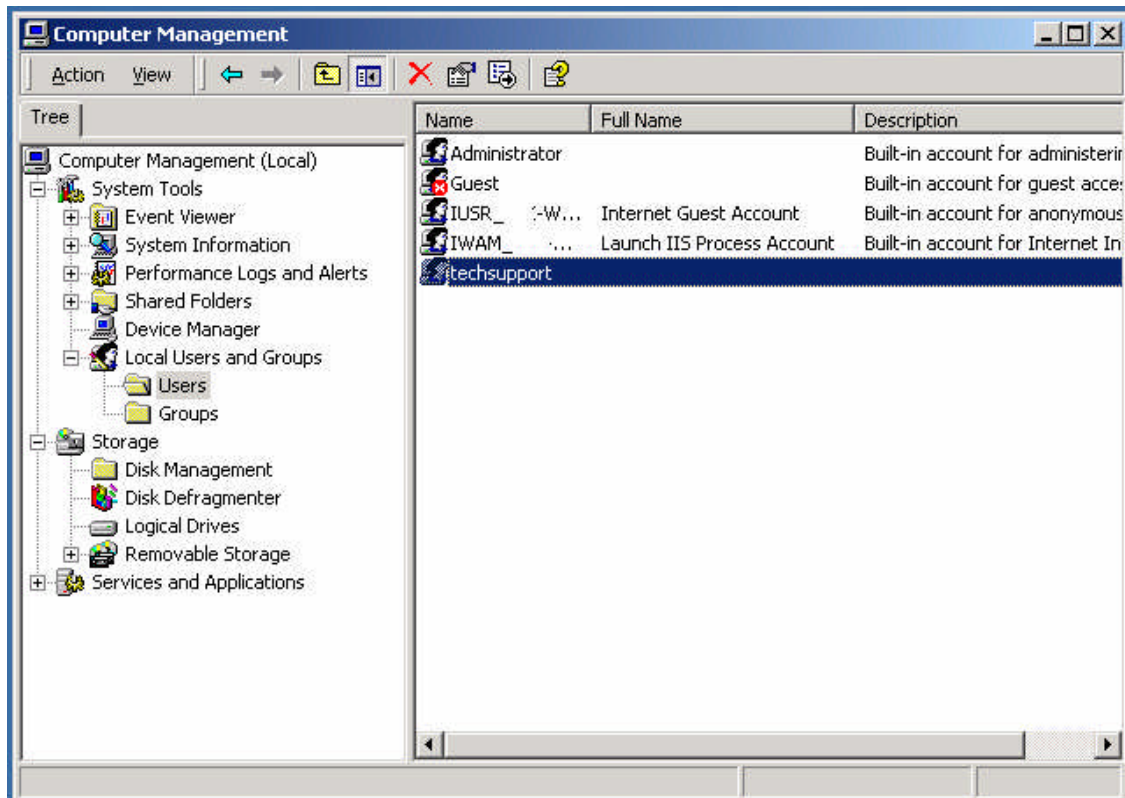 Computer Management
Action View
Tree
Computer Management (Local)
System Tools
Event Viewer
System Information
Performance Logs and Alerts
Shared Folders
Device Manager
Local Users and Groups
Users
Groups
Storage
Disk Management
Disk Defragmenter
Logical Drives
Removable Storage
Services and Applications
Name Full Name Description
Administrator Built-in account for administerin
Guest Built-in account for guest acce
IUSR_ -W... Internet Guest Account Built-in account for anonymous
IWAM_ ... Launch IIS Process Account Built-in account for Internet In
techsupport